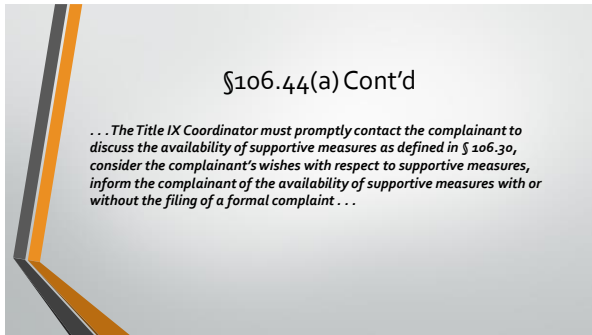 §106.44(a) Cont’d
. . . The Title IX Coordinator must promptly contact the complainant to
discuss the availability of supportive measures as defined in § 106.30,
consider the complainant’s wishes with respect to supportive measures,
inform the complainant of the availability of supportive measures with or
without the filing of a formal complaint . . .